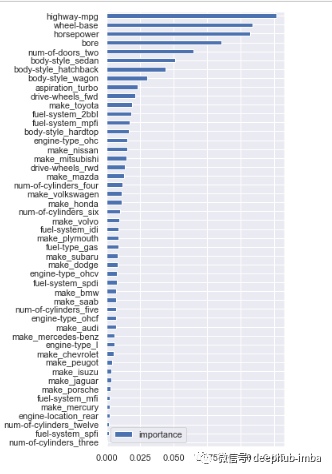 highway-mpg
wheel-base
horsepower
bore
num-of-doors_two
body-style_sedan
body-style_hatchback
body-style_wagon
aspiration_turbo
drive-wheels_fwd
make_toyota
fuel-system_2bbl
fuel-system_mpfi
body-style_hardtop
engine-type_ohc
make_nissan
make_mitsubishi
drive-wheels_rwd
make_mazda
num-of-cylinders_four
make_volkswagen
make_honda
num-of-cylinders_six
make_volvo
fuel-system_idi
make_plymouth
fuel-type_gas
make_subaru
make_dodge
engine-type_ohcv
fuel-system_spdi
make_bmw
make_saab
num-of-cylinders_five
engine-type_ohcf
make_audi
make_mercedes-benz
engine-type_l
make_chevrolet
make_peugot
make_isuzu
make_jaguar
make_porsche
fuel-system_mfi
make_mercury
engine-location_rear
num-of-cylinders_twelve
fuel-system_spfi
num-of-cylinders_three
importance
0.000 0.025 0.050
微信号: deephub-imba